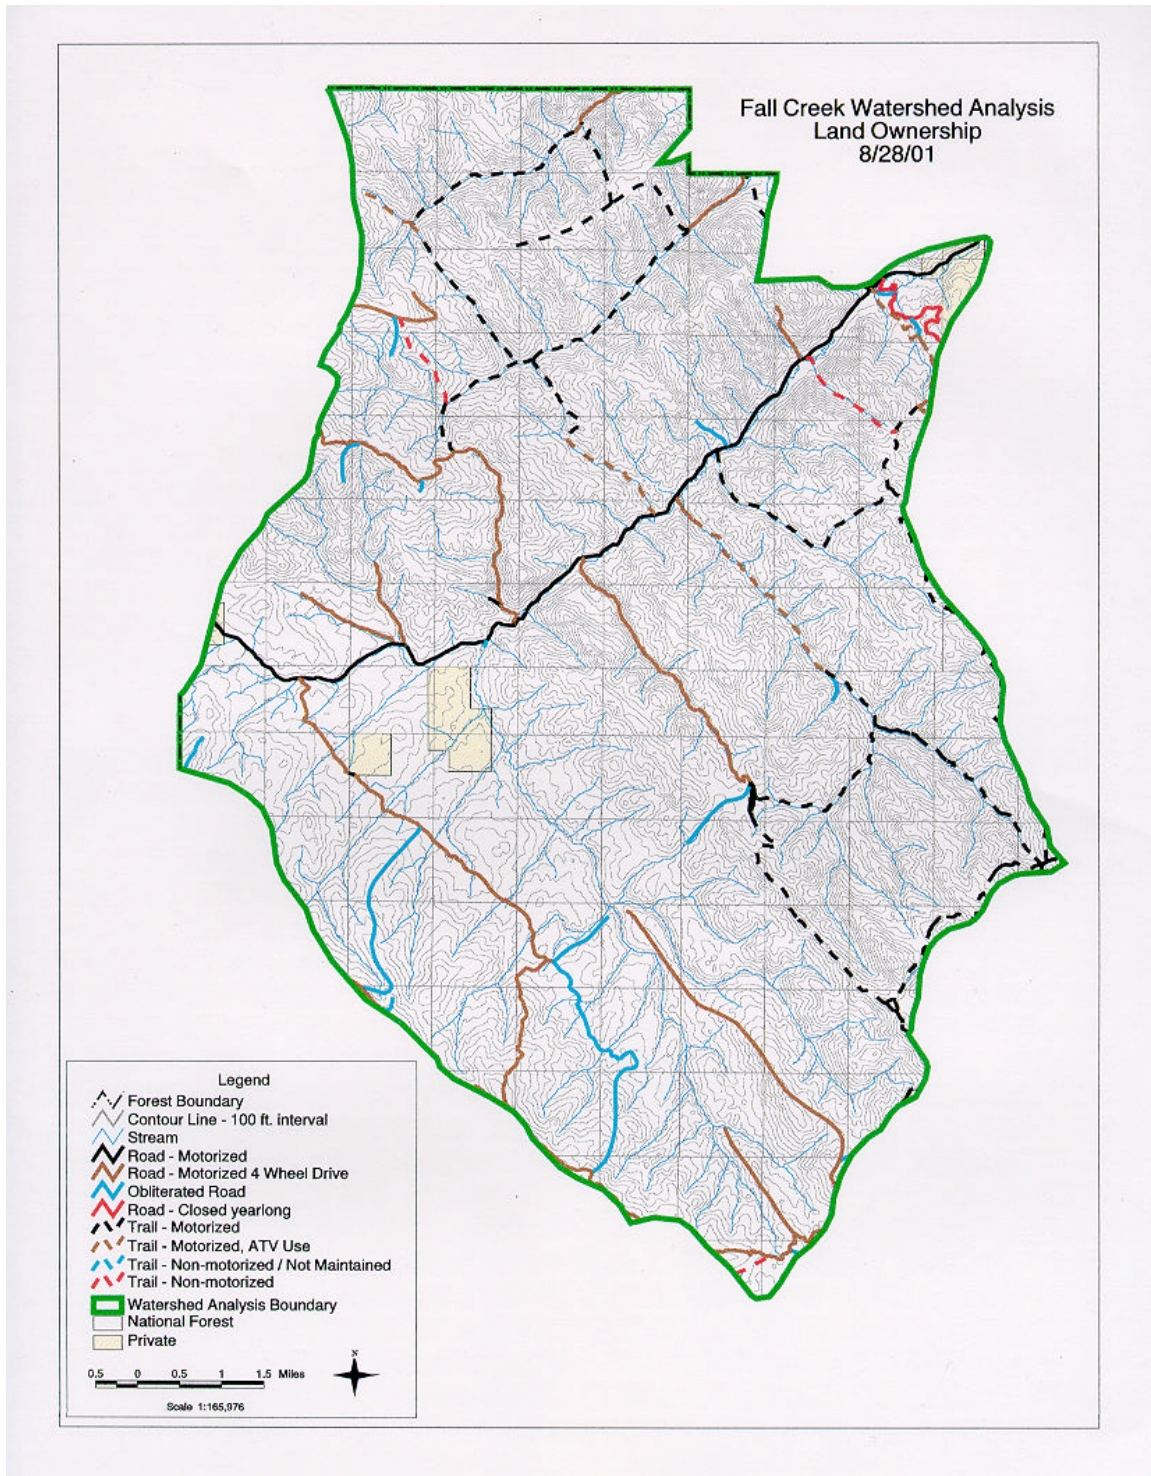 Fall Creek Watershed Analysis
Land Ownership
8/28/01
Legend
Forest Boundary
Contour Line - 100 ft. interval
Stream
Road - Motorized
Road - Motorized 4 Wheel Drive
Obliterated Road
Road - Closed yearlong
Trail - Motorized
Trail - Motorized, ATV Use
Trail - Non-motorized / Not Maintained
Trail - Non-motorized
Watershed Analysis Boundary
National Forest
Private
N
0.5 0 0.5 1 1.5 Miles
Scale 1:165,976